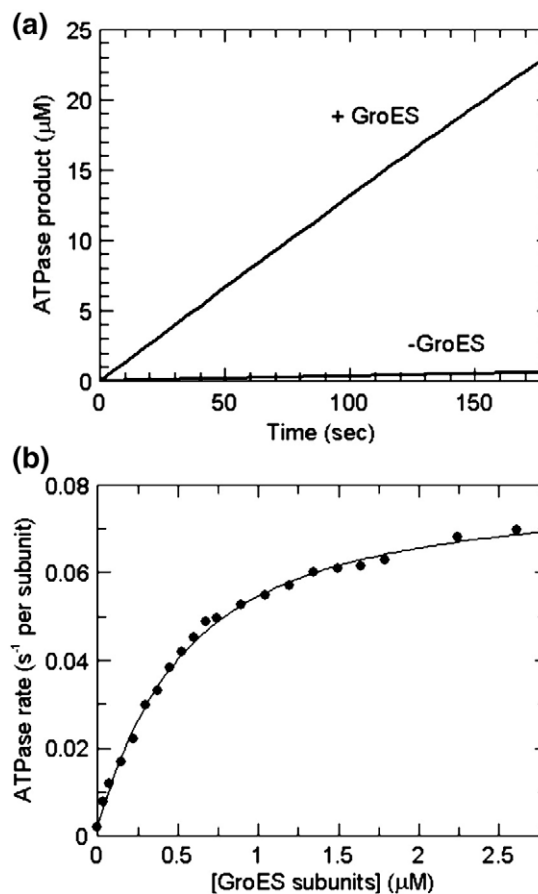 (a)
25
20
15
10
5
0
ATPase product (μM)
+ GroES
-GroES
0 50 100 150
Time (sec)
(b)
0.08
0.06
0.04
0.02
0
ATPase rate (s⁻¹ per subunit)
0 0.5 1 1.5 2 2.5
[GroES subunits] (μM)